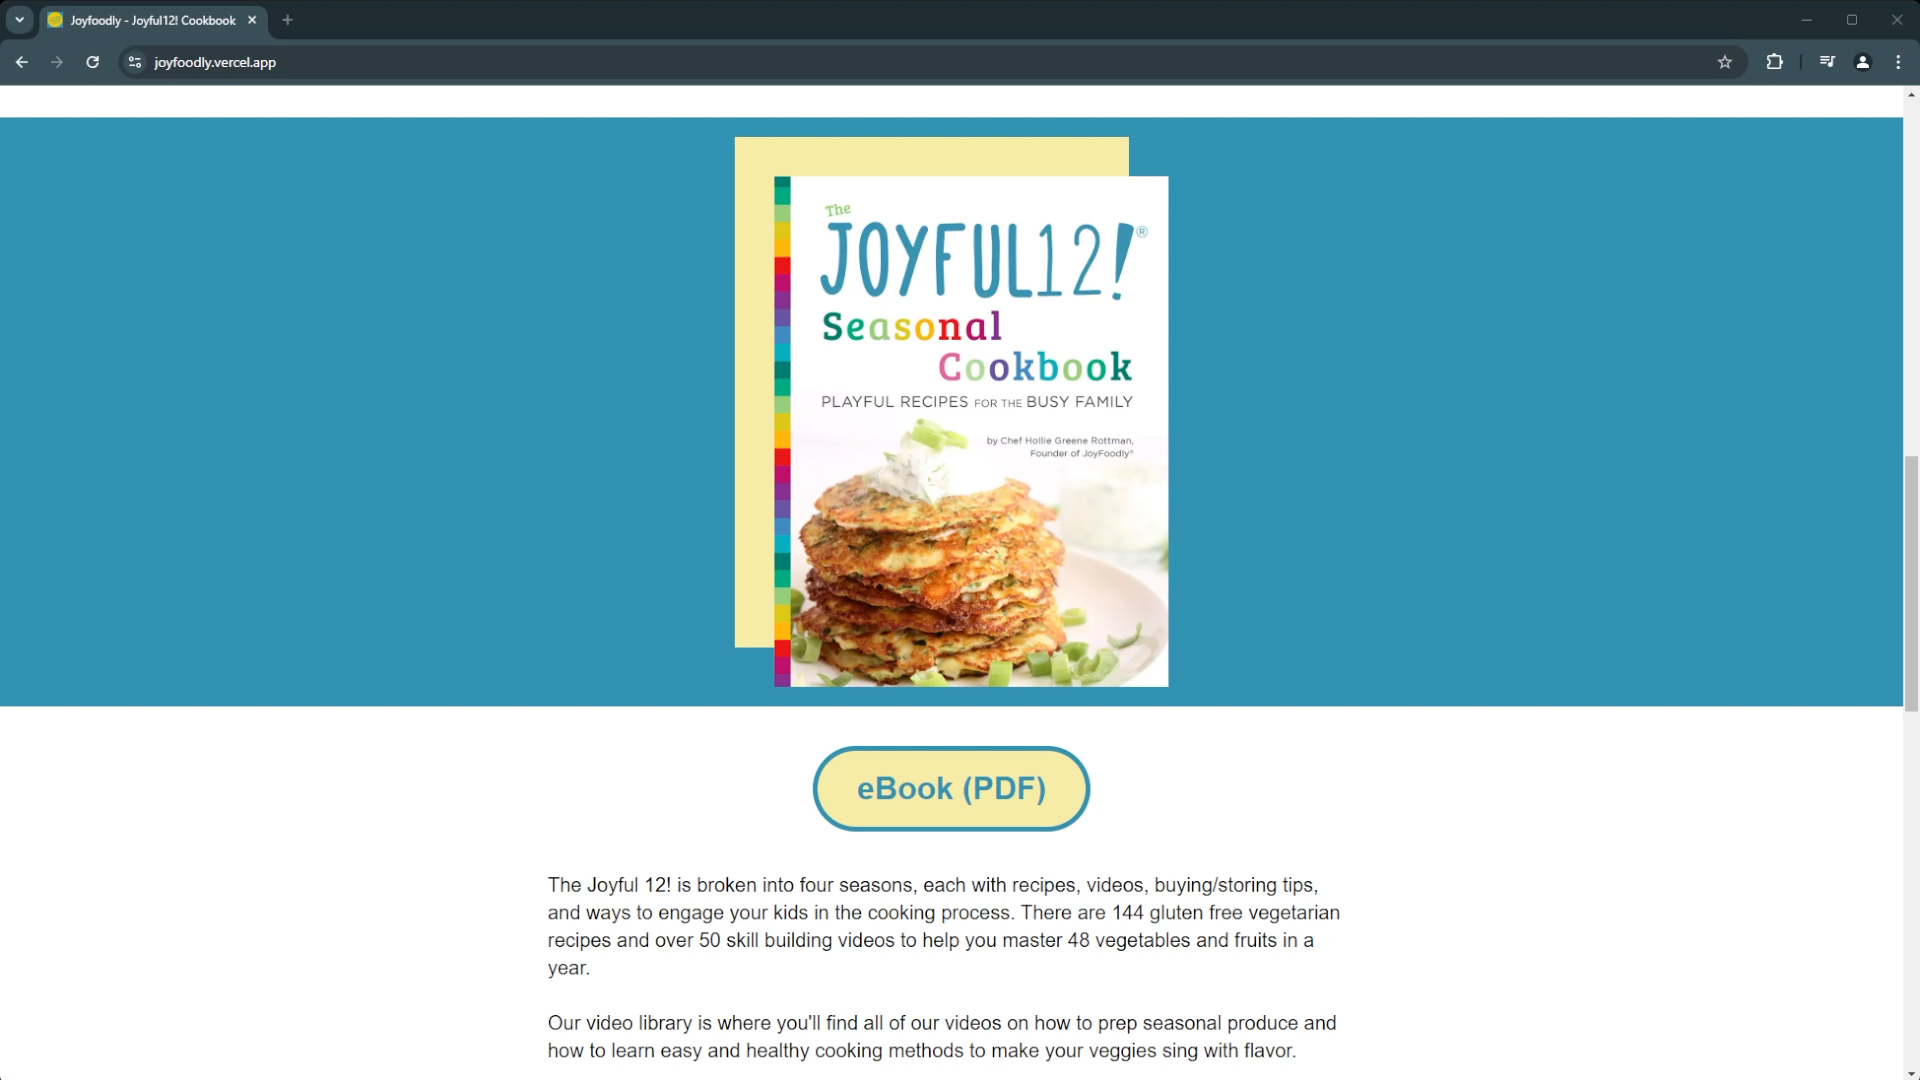 Joyfoodly - Joyful12! Cookbook
joyfoodly.vercel.app
The
JOYFUL12!®
Seasonal
Cookbook
PLAYFUL RECIPES FOR THE BUSY FAMILY
by Chef Hollie Greene Rottman,
Founder of JoyFoodly®
eBook (PDF)
The Joyful 12! is broken into four seasons, each with recipes, videos, buying/storing tips,
and ways to engage your kids in the cooking process. There are 144 gluten free vegetarian
recipes and over 50 skill building videos to help you master 48 vegetables and fruits in a
year.
Our video library is where you'll find all of our videos on how to prep seasonal produce and
how to learn easy and healthy cooking methods to make your veggies sing with flavor.